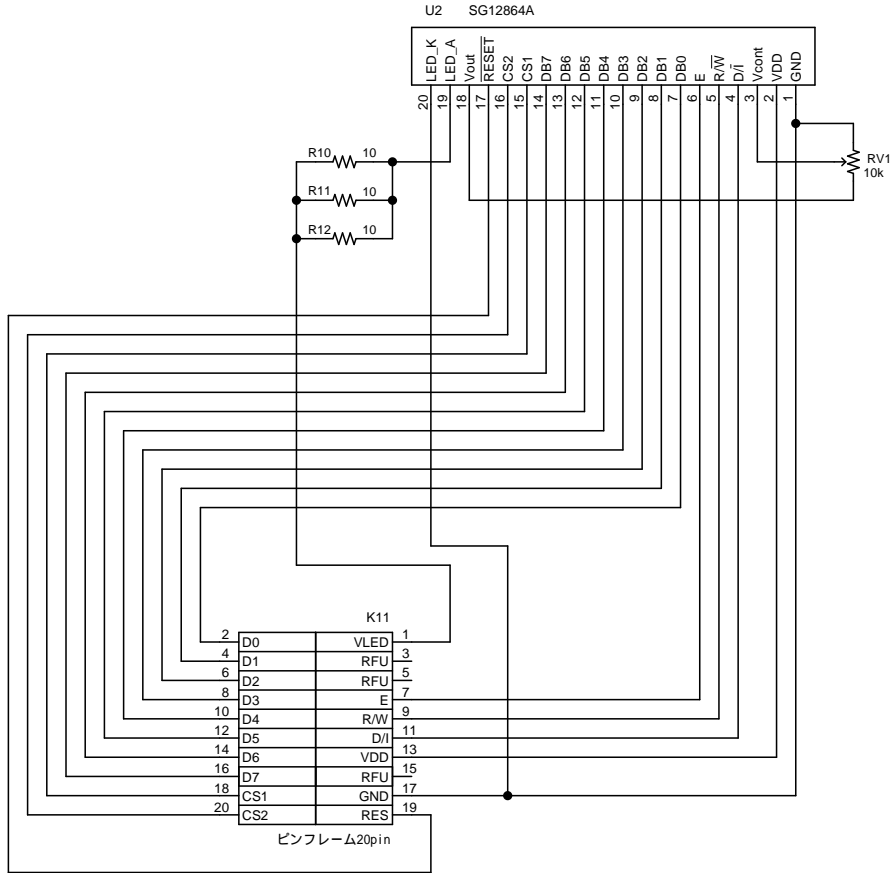 U2 SG12864A
LED_K
LED_A
Vout
RESET
CS2
CS1
DB7
DB6
DB5
DB4
DB3
DB2
DB1
DB0
E
R/W
D/I
Vcont
VDD
GND
20
19
18
17
16
15
14
13
12
11
10
9
8
7
6
5
4
3
2
1
R10 10
R11 10
R12 10
RV1
10k
K11
2 D0 VLED 1
4 D1 RFU 3
6 D2 RFU 5
8 D3 E 7
10 D4 R/W 9
12 D5 D/I 11
14 D6 VDD 13
16 D7 RFU 15
18 CS1 GND 17
20 CS2 RES 19
ピンフレーム20pin